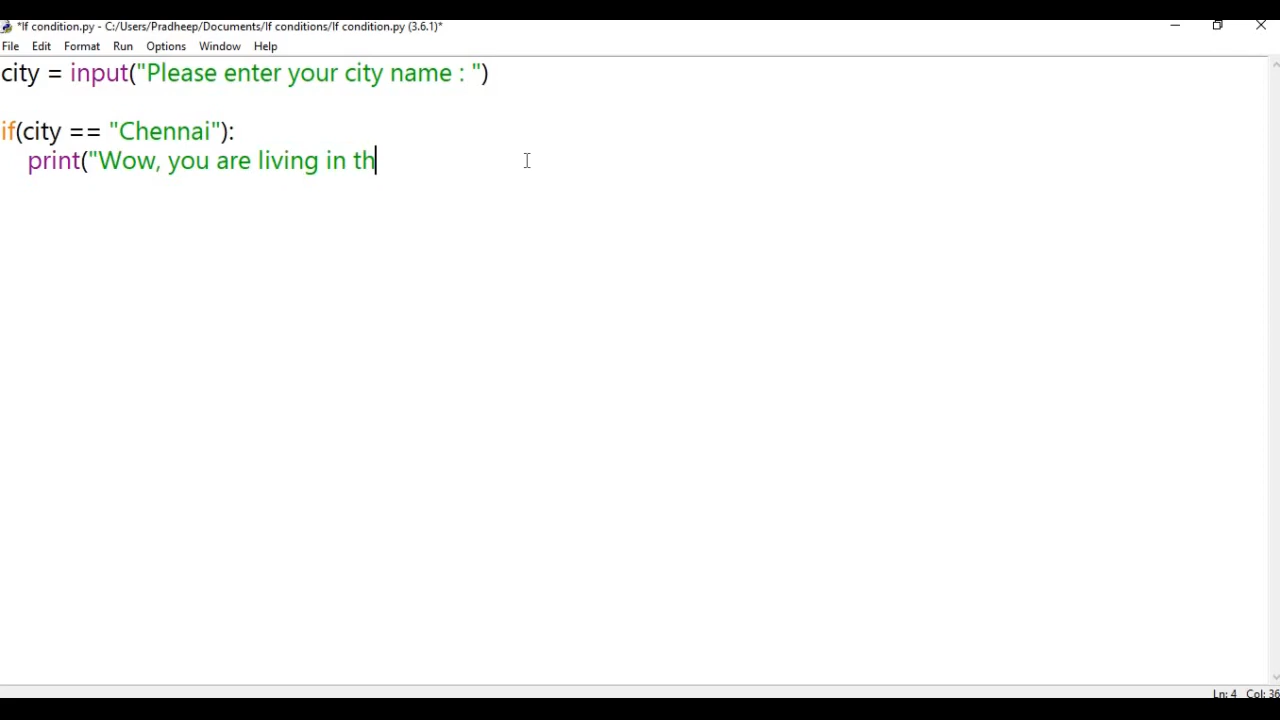 *If condition.py - C:/Users/Pradheep/Documents/If conditions/If condition.py (3.6.1)*
File Edit Format Run Options Window Help
city = input("Please enter your city name : ")
if(city == "Chennai"):
    print("Wow, you are living in th
Ln: 4 Col: 36